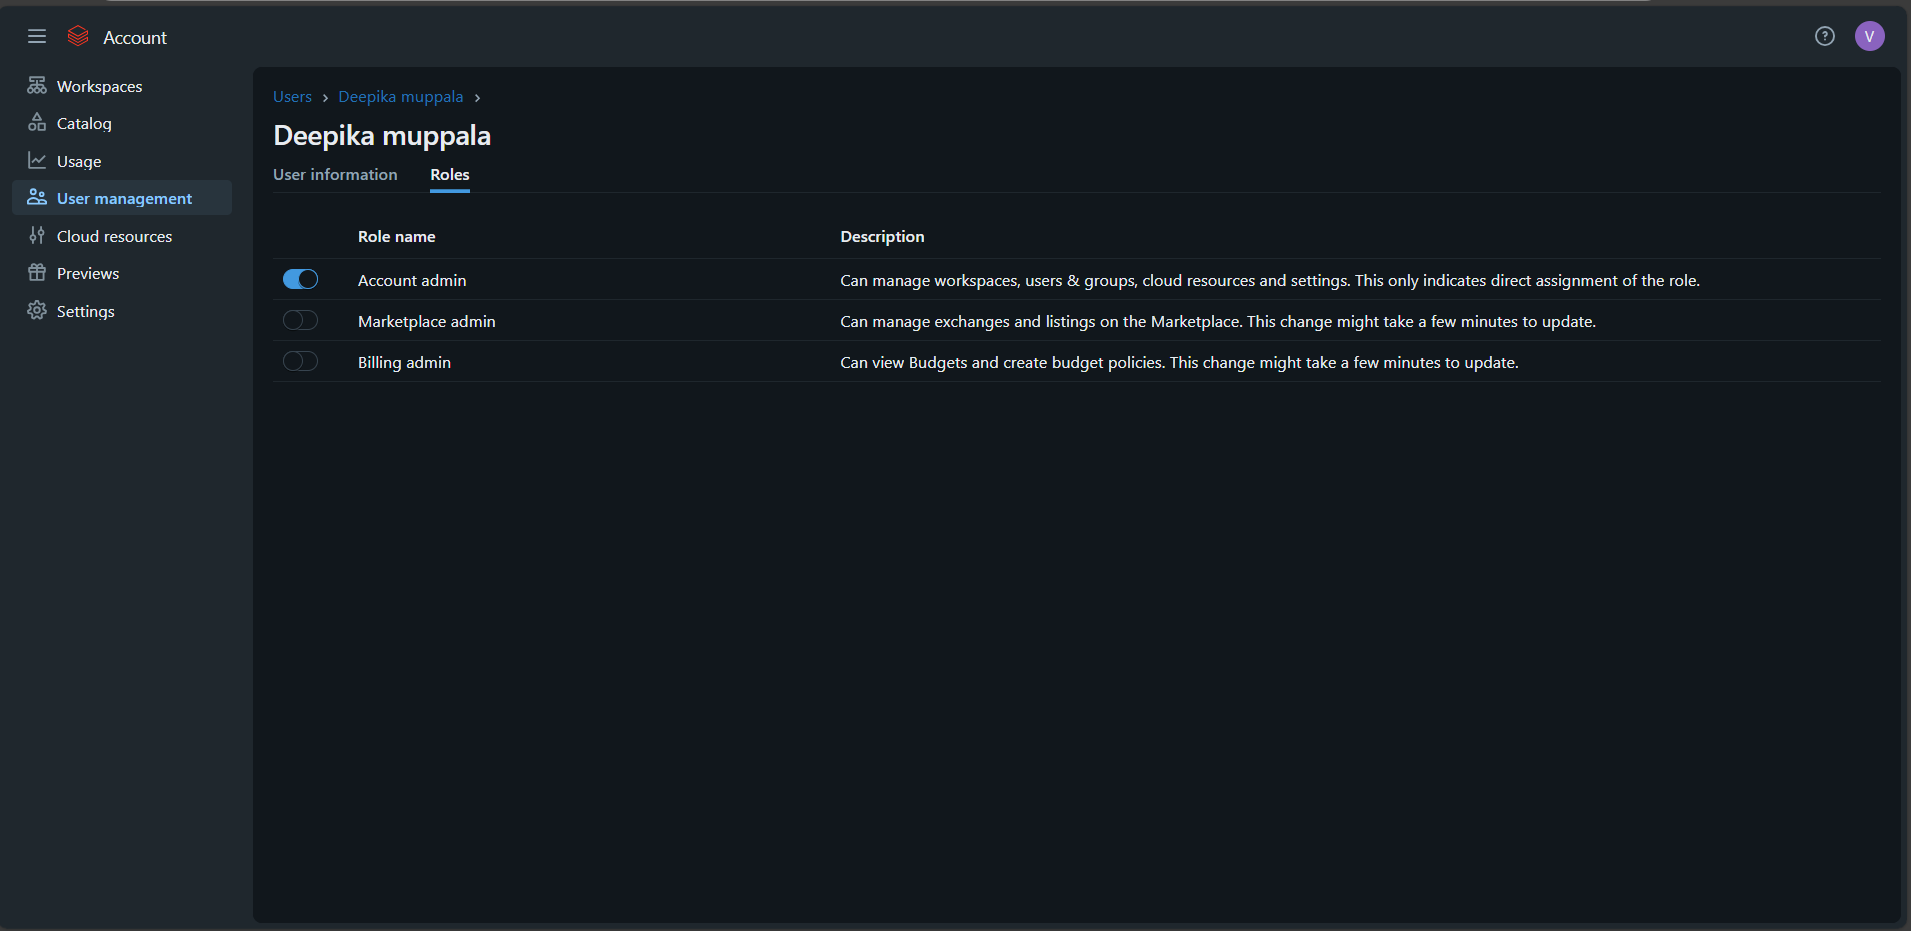 Account
?
V
Workspaces
Catalog
Usage
User management
Cloud resources
Previews
Settings
Users › Deepika muppala ›
Deepika muppala
User information Roles
Role name Description
Account admin Can manage workspaces, users & groups, cloud resources and settings. This only indicates direct assignment of the role.
Marketplace admin Can manage exchanges and listings on the Marketplace. This change might take a few minutes to update.
Billing admin Can view Budgets and create budget policies. This change might take a few minutes to update.